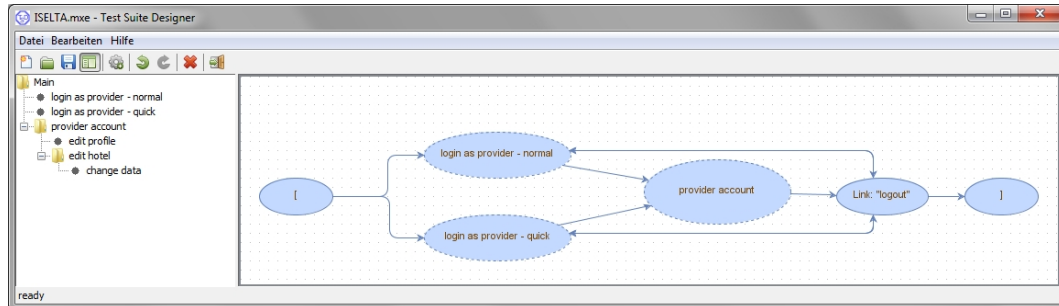 ISELTA.mxe - Test Suite Designer
Datei Bearbeiten Hilfe
Main
login as provider - normal
login as provider - quick
provider account
edit profile
edit hotel
change data
login as provider - normal
provider account
[
Link: "logout"
]
login as provider - quick
ready